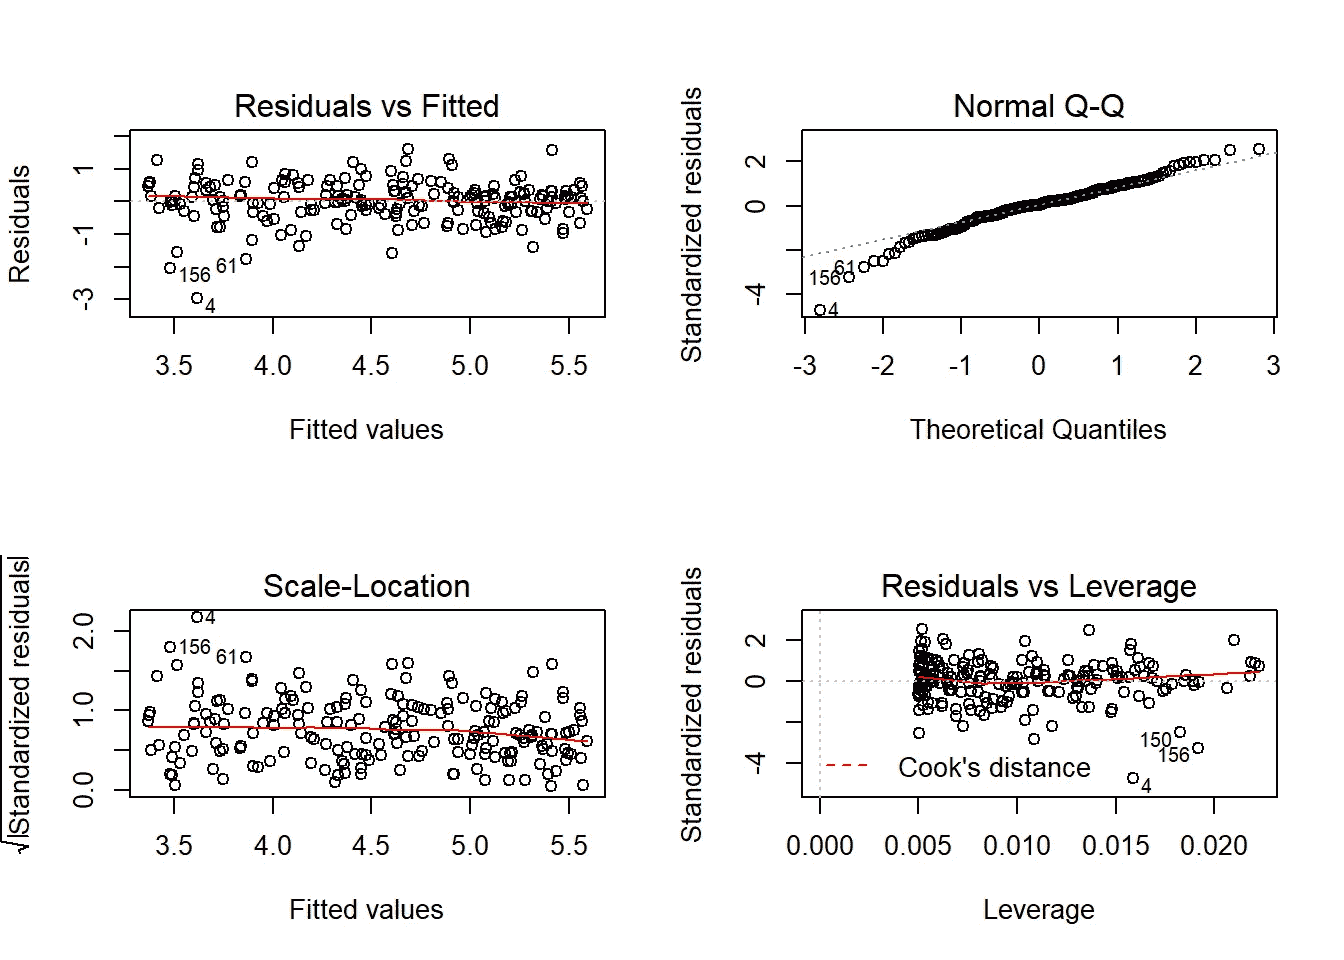 Residuals vs Fitted
Residuals
1
-1
-3
156
61
4
3.5 4.0 4.5 5.0 5.5
Fitted values
Normal Q-Q
Standardized residuals
2
0
-4
61
156
4
-3 -2 -1 0 1 2 3
Theoretical Quantiles
Scale-Location
√|Standardized residuals|
2.0
1.0
0.0
4
156
61
3.5 4.0 4.5 5.0 5.5
Fitted values
Residuals vs Leverage
Standardized residuals
2
0
-4
150
156
4
Cook's distance
0.000 0.005 0.010 0.015 0.020
Leverage